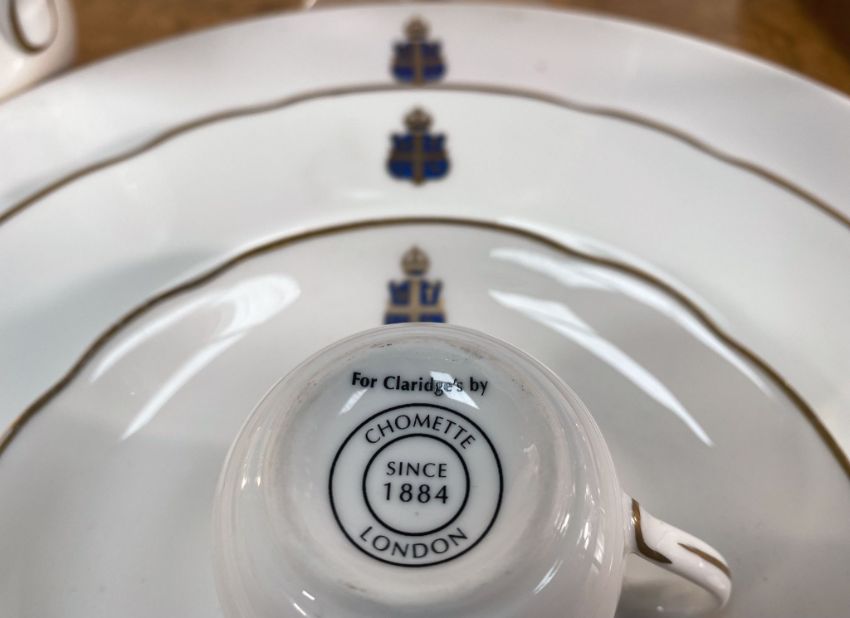 For Claridge's by
CHOMETTE
SINCE
1884
LONDON